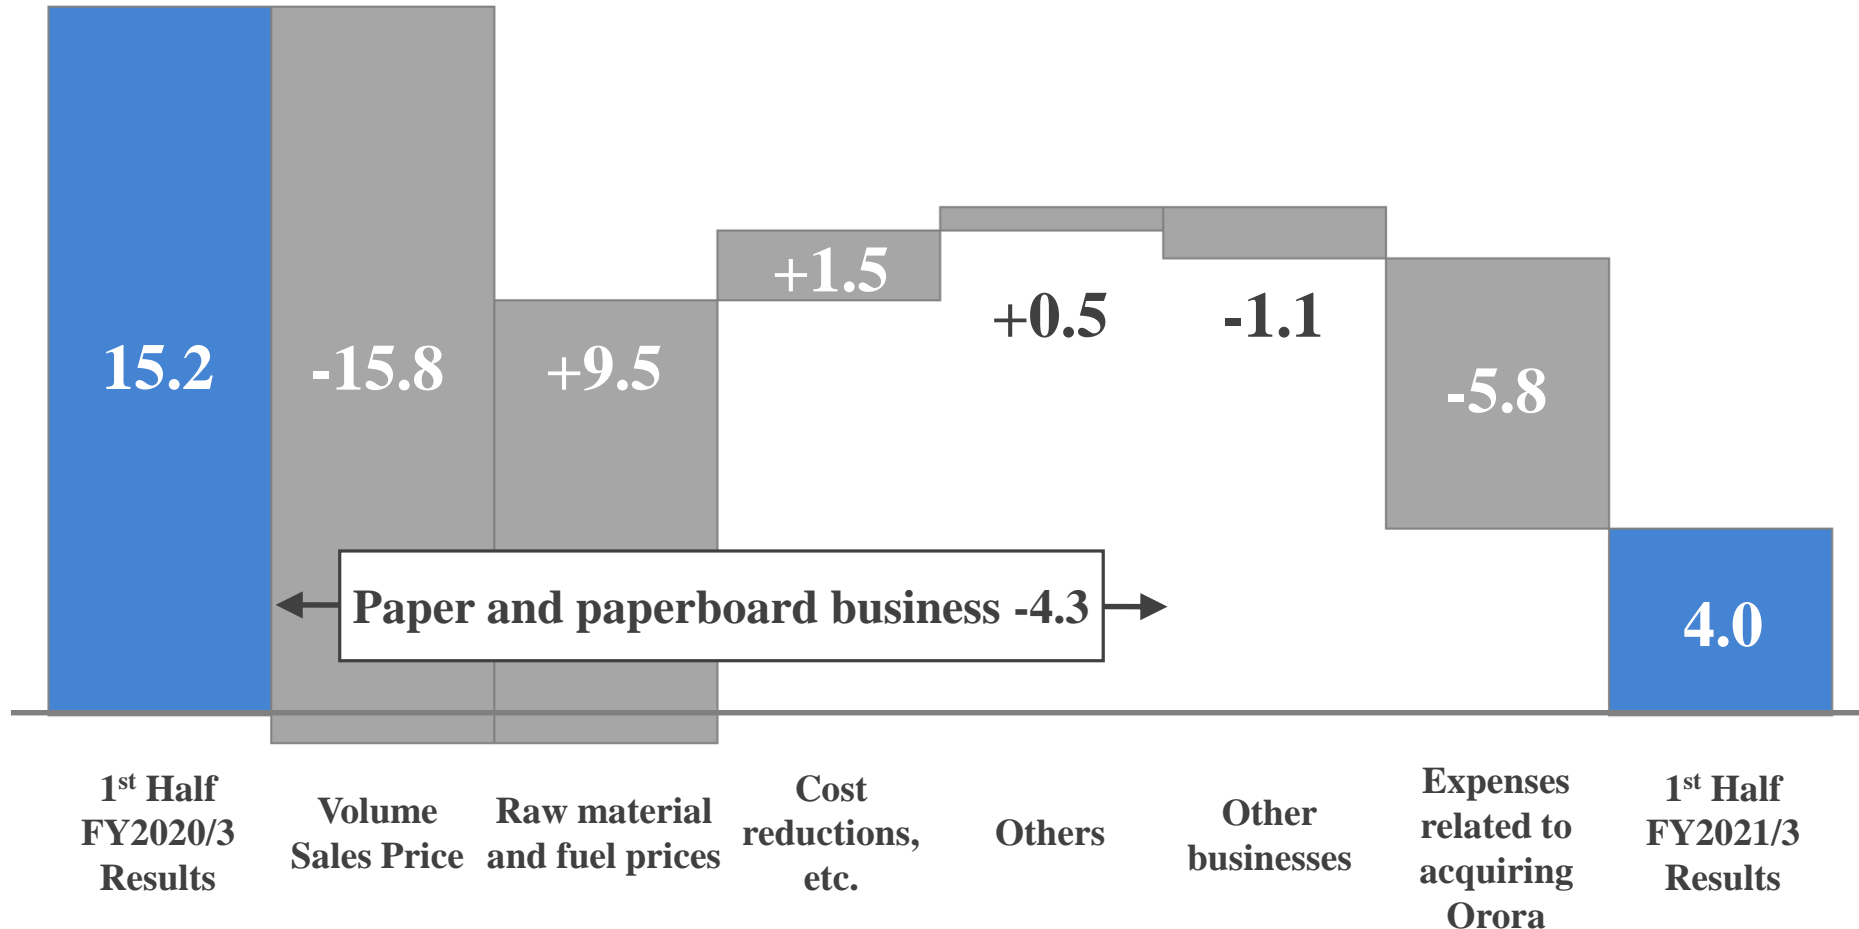 15.2
-15.8
+9.5
+1.5
+0.5
-1.1
-5.8
4.0
Paper and paperboard business -4.3
1st Half
FY2020/3
Results
Volume
Sales Price
Raw material
and fuel prices
Cost
reductions,
etc.
Others
Other
businesses
Expenses
related to
acquiring
Orora
1st Half
FY2021/3
Results